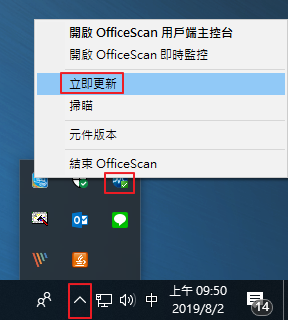 開啟 OfficeScan 用戶端主控台
開啟 OfficeScan 即時監控
立即更新
掃瞄
元件版本
結束 OfficeScan
中
上午 09:50
2019/8/2
14